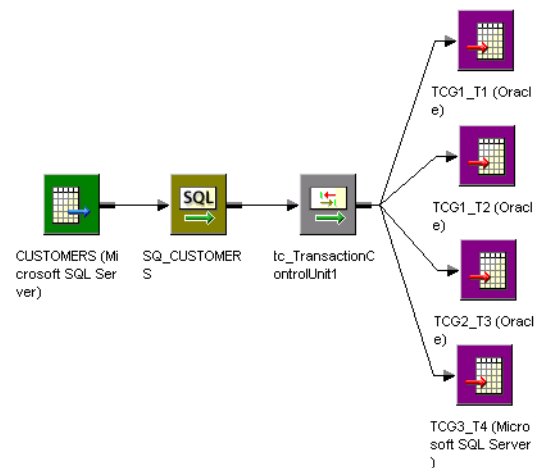 TCG1_T1 (Oracl
e)
TCG1_T2 (Oracl
e)
SQL
CUSTOMERS (Mi
crosoft SQL Ser
ver)
SQ_CUSTOMER
S
tc_TransactionC
ontrolUnit1
TCG2_T3 (Oracl
e)
TCG3_T4 (Micro
soft SQL Server
)